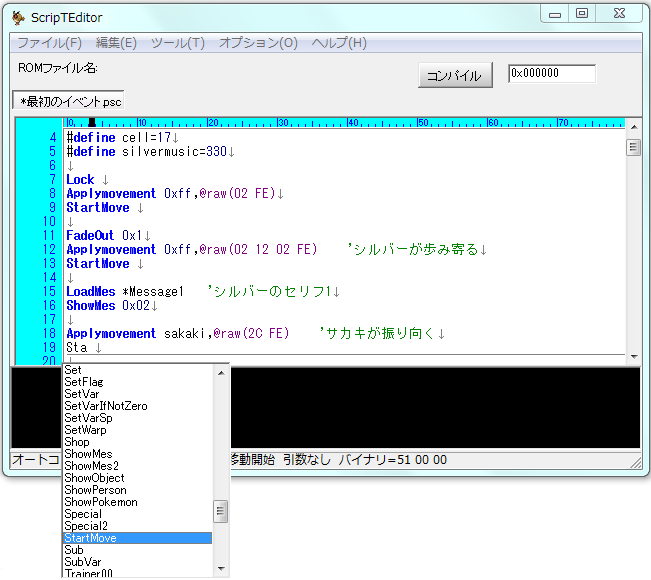 ScripTEditor
ファイル(F) 編集(E) ツール(T) オプション(O) ヘルプ(H)
ROMファイル名:
コンパイル
0x000000
*最初のイベント.psc
0 10 20 30 40 50 60 70
4 #define cell=17↓
5 #define silvermusic=330↓
6 ↓
7 Lock ↓
8 Applymovement 0xff,@raw(02 FE)↓
9 StartMove ↓
10 ↓
11 FadeOut 0x1↓
12 Applymovement 0xff,@raw(02 12 02 FE) 'シルバーが歩み寄る↓
13 StartMove ↓
14 ↓
15 LoadMes *Message1 'シルバーのセリフ1↓
16 ShowMes 0x02↓
17 ↓
18 Applymovement sakaki,@raw(2C FE) 'サカキが振り向く↓
19 Sta ↓
20 ↓
オートコ
移動開始 引数なし バイナリ=51 00 00
Set
SetFlag
SetVar
SetVarIfNotZero
SetVarSp
SetWarp
Shop
ShowMes
ShowMes2
ShowObject
ShowPerson
ShowPokemon
Special
Special2
StartMove
Sub
SubVar
Trainer00